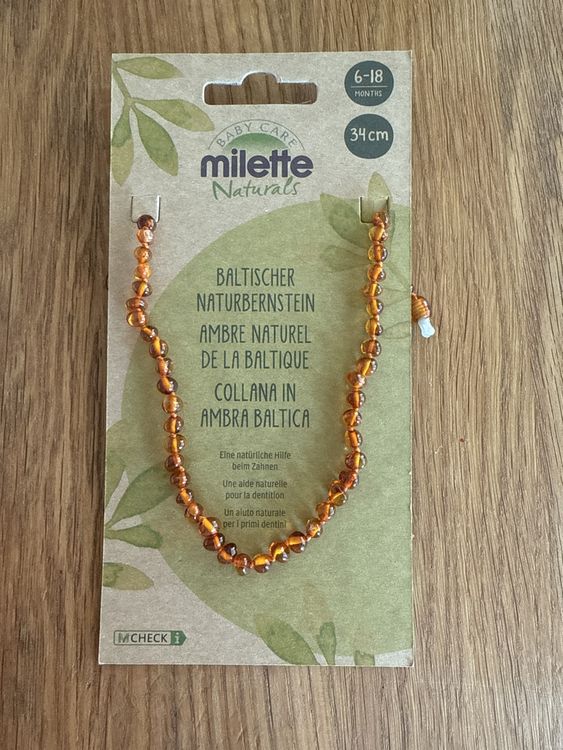 6-18
MONTHS
34cm
BABY CARE
milette
Naturals
BALTISCHER
NATURBERNSTEIN
AMBRE NATUREL
DE LA BALTIQUE
COLLANA IN
AMBRA BALTICA
Eine natürliche Hilfe
beim Zahnen
Une aide naturelle
pour la dentition
Un aiuto naturale
per i primi dentini
MCHECK i